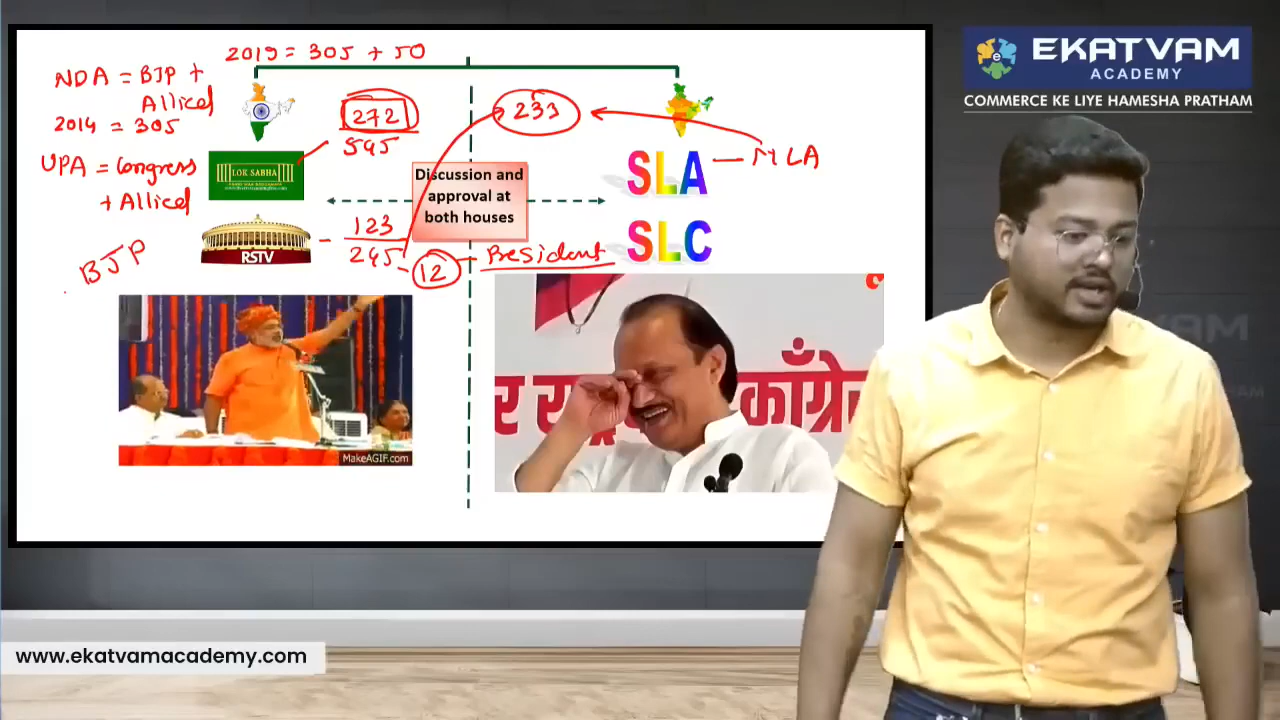 2019 = 305 + 50
NDA = BJP +
Allied
2014 = 305
UPA = Congress
+ Allied
BJP
272
545
LOK SABHA
RSTV
123
245 - 12 - President
233
Discussion and
approval at
both houses
SLA - MLA
SLC
MakeAGIF.com
र
काँग्रे
EKATVAM
ACADEMY
COMMERCE KE LIYE HAMESHA PRATHAM
www.ekatvamacademy.com